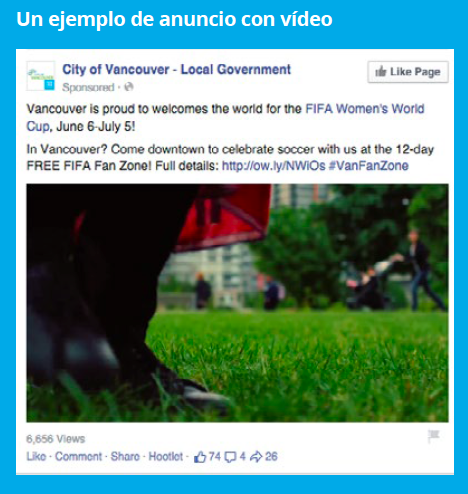 Un ejemplo de anuncio con vídeo
City of Vancouver - Local Government
Like Page
Sponsored ·
Vancouver is proud to welcomes the world for the FIFA Women's World
Cup, June 6-July 5!
In Vancouver? Come downtown to celebrate soccer with us at the 12-day
FREE FIFA Fan Zone! Full details: http://ow.ly/NWiOs #VanFanZone
6,656 Views
Like · Comment · Share · Hootlet · 74 4 26